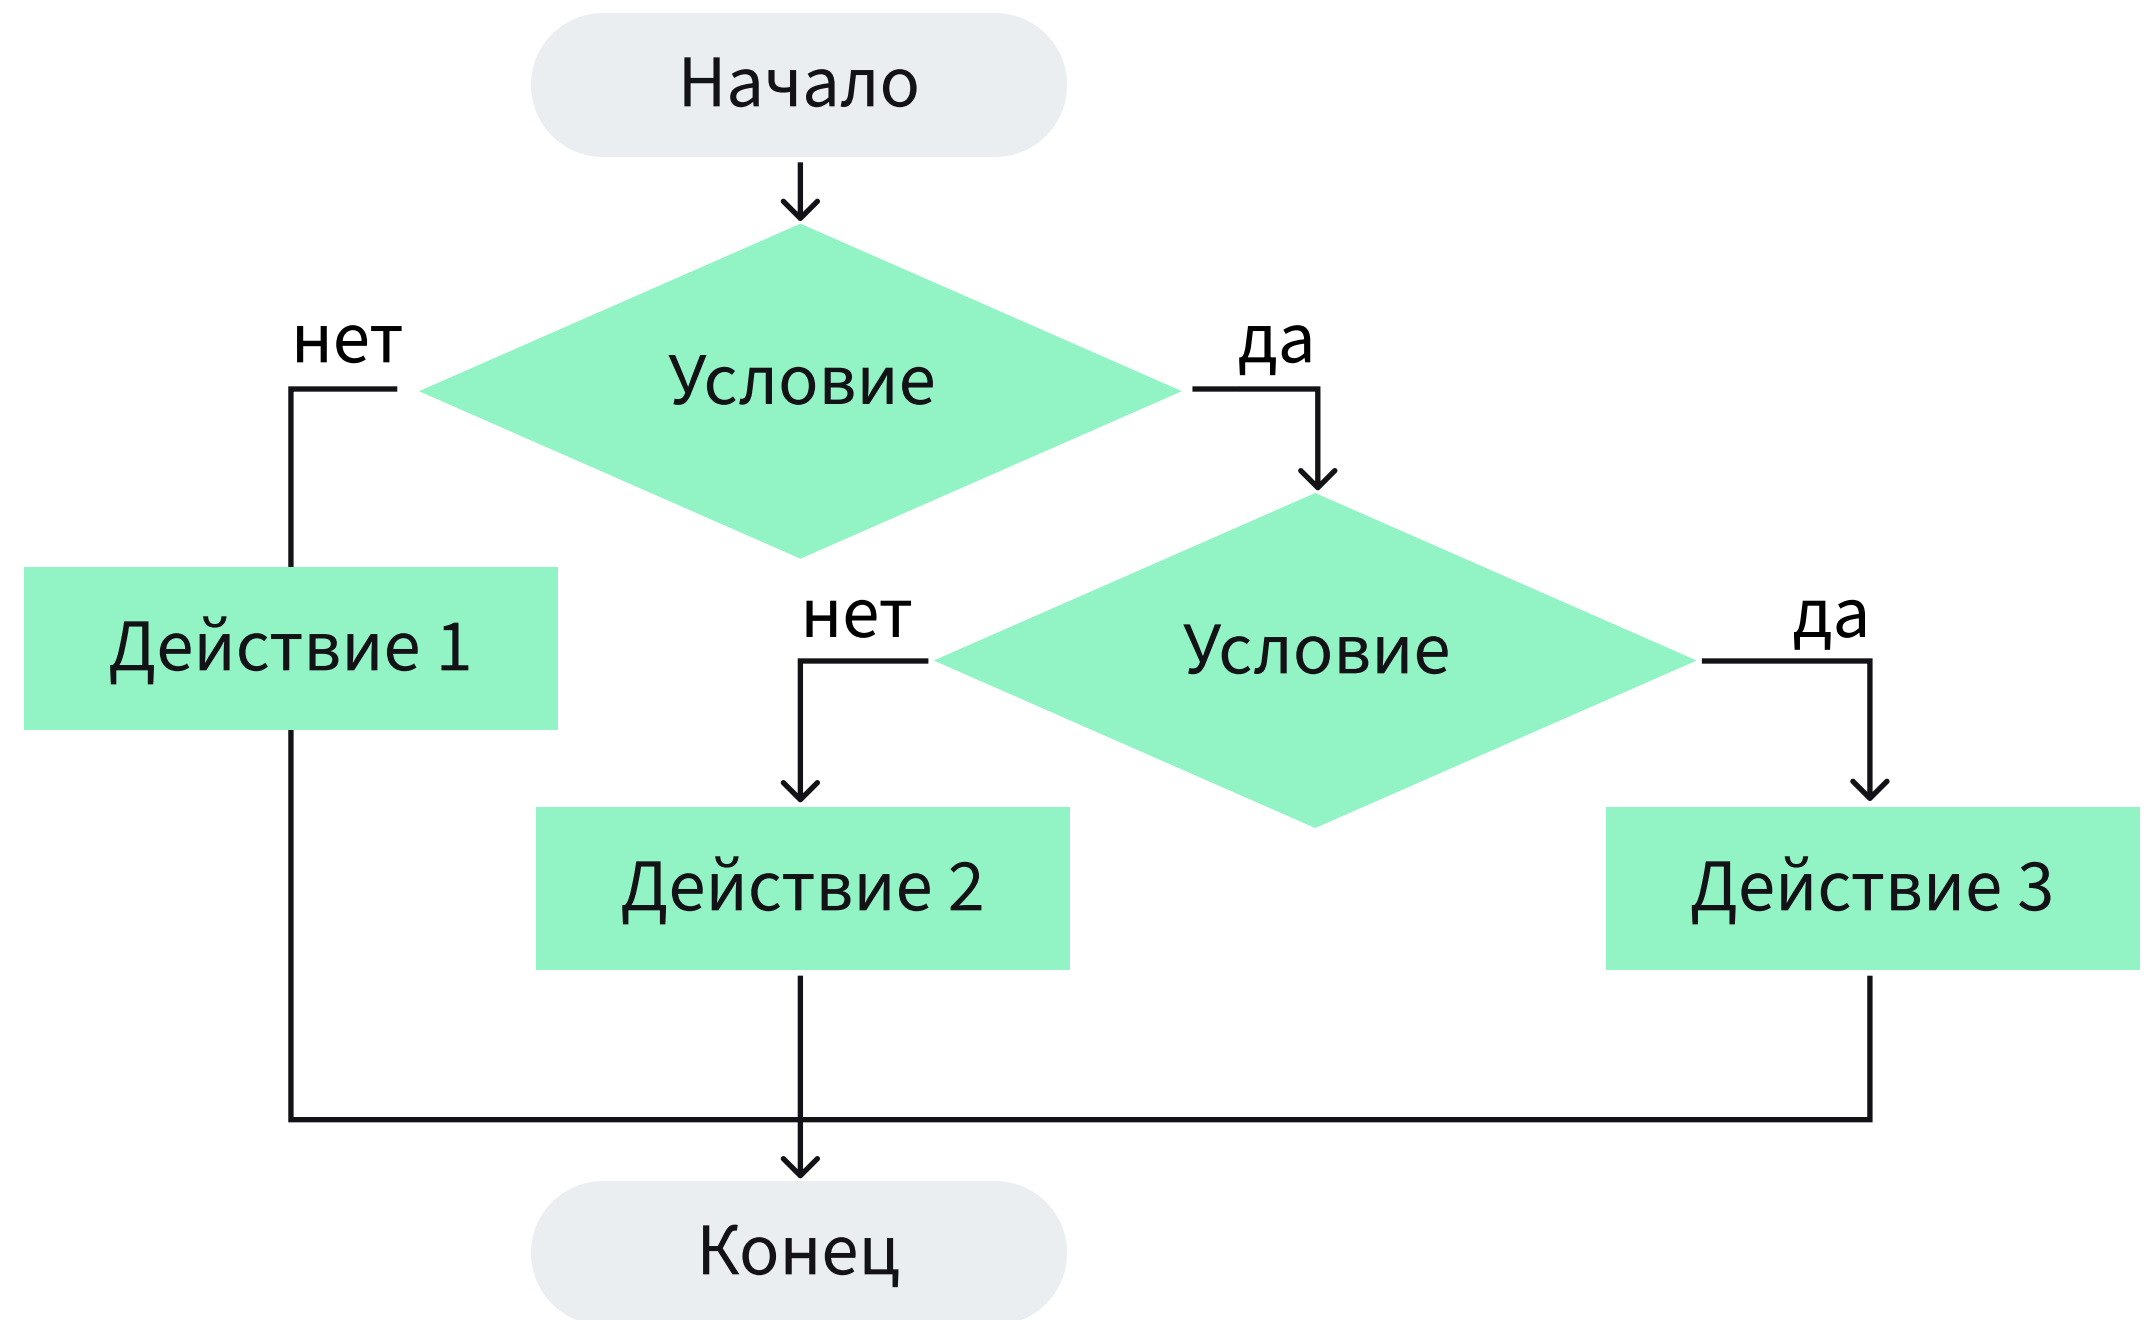 Начало
нет
да
Условие
нет
да
Действие 1
Условие
Действие 2
Действие 3
Конец